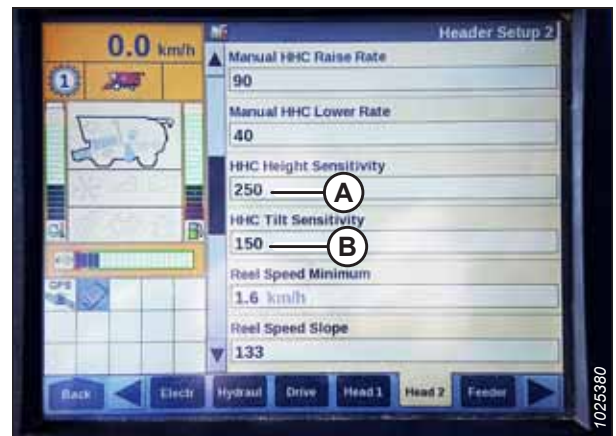 0.0 km/h
Header Setup 2
1
Manual HHC Raise Rate
90
Manual HHC Lower Rate
40
HHC Height Sensitivity
250
A
HHC Tilt Sensitivity
150
B
Reel Speed Minimum
1.6 km/h
Reel Speed Slope
133
GPS
Back
Electr
Hydraul
Drive
Head 1
Head 2
Feeder
1025380